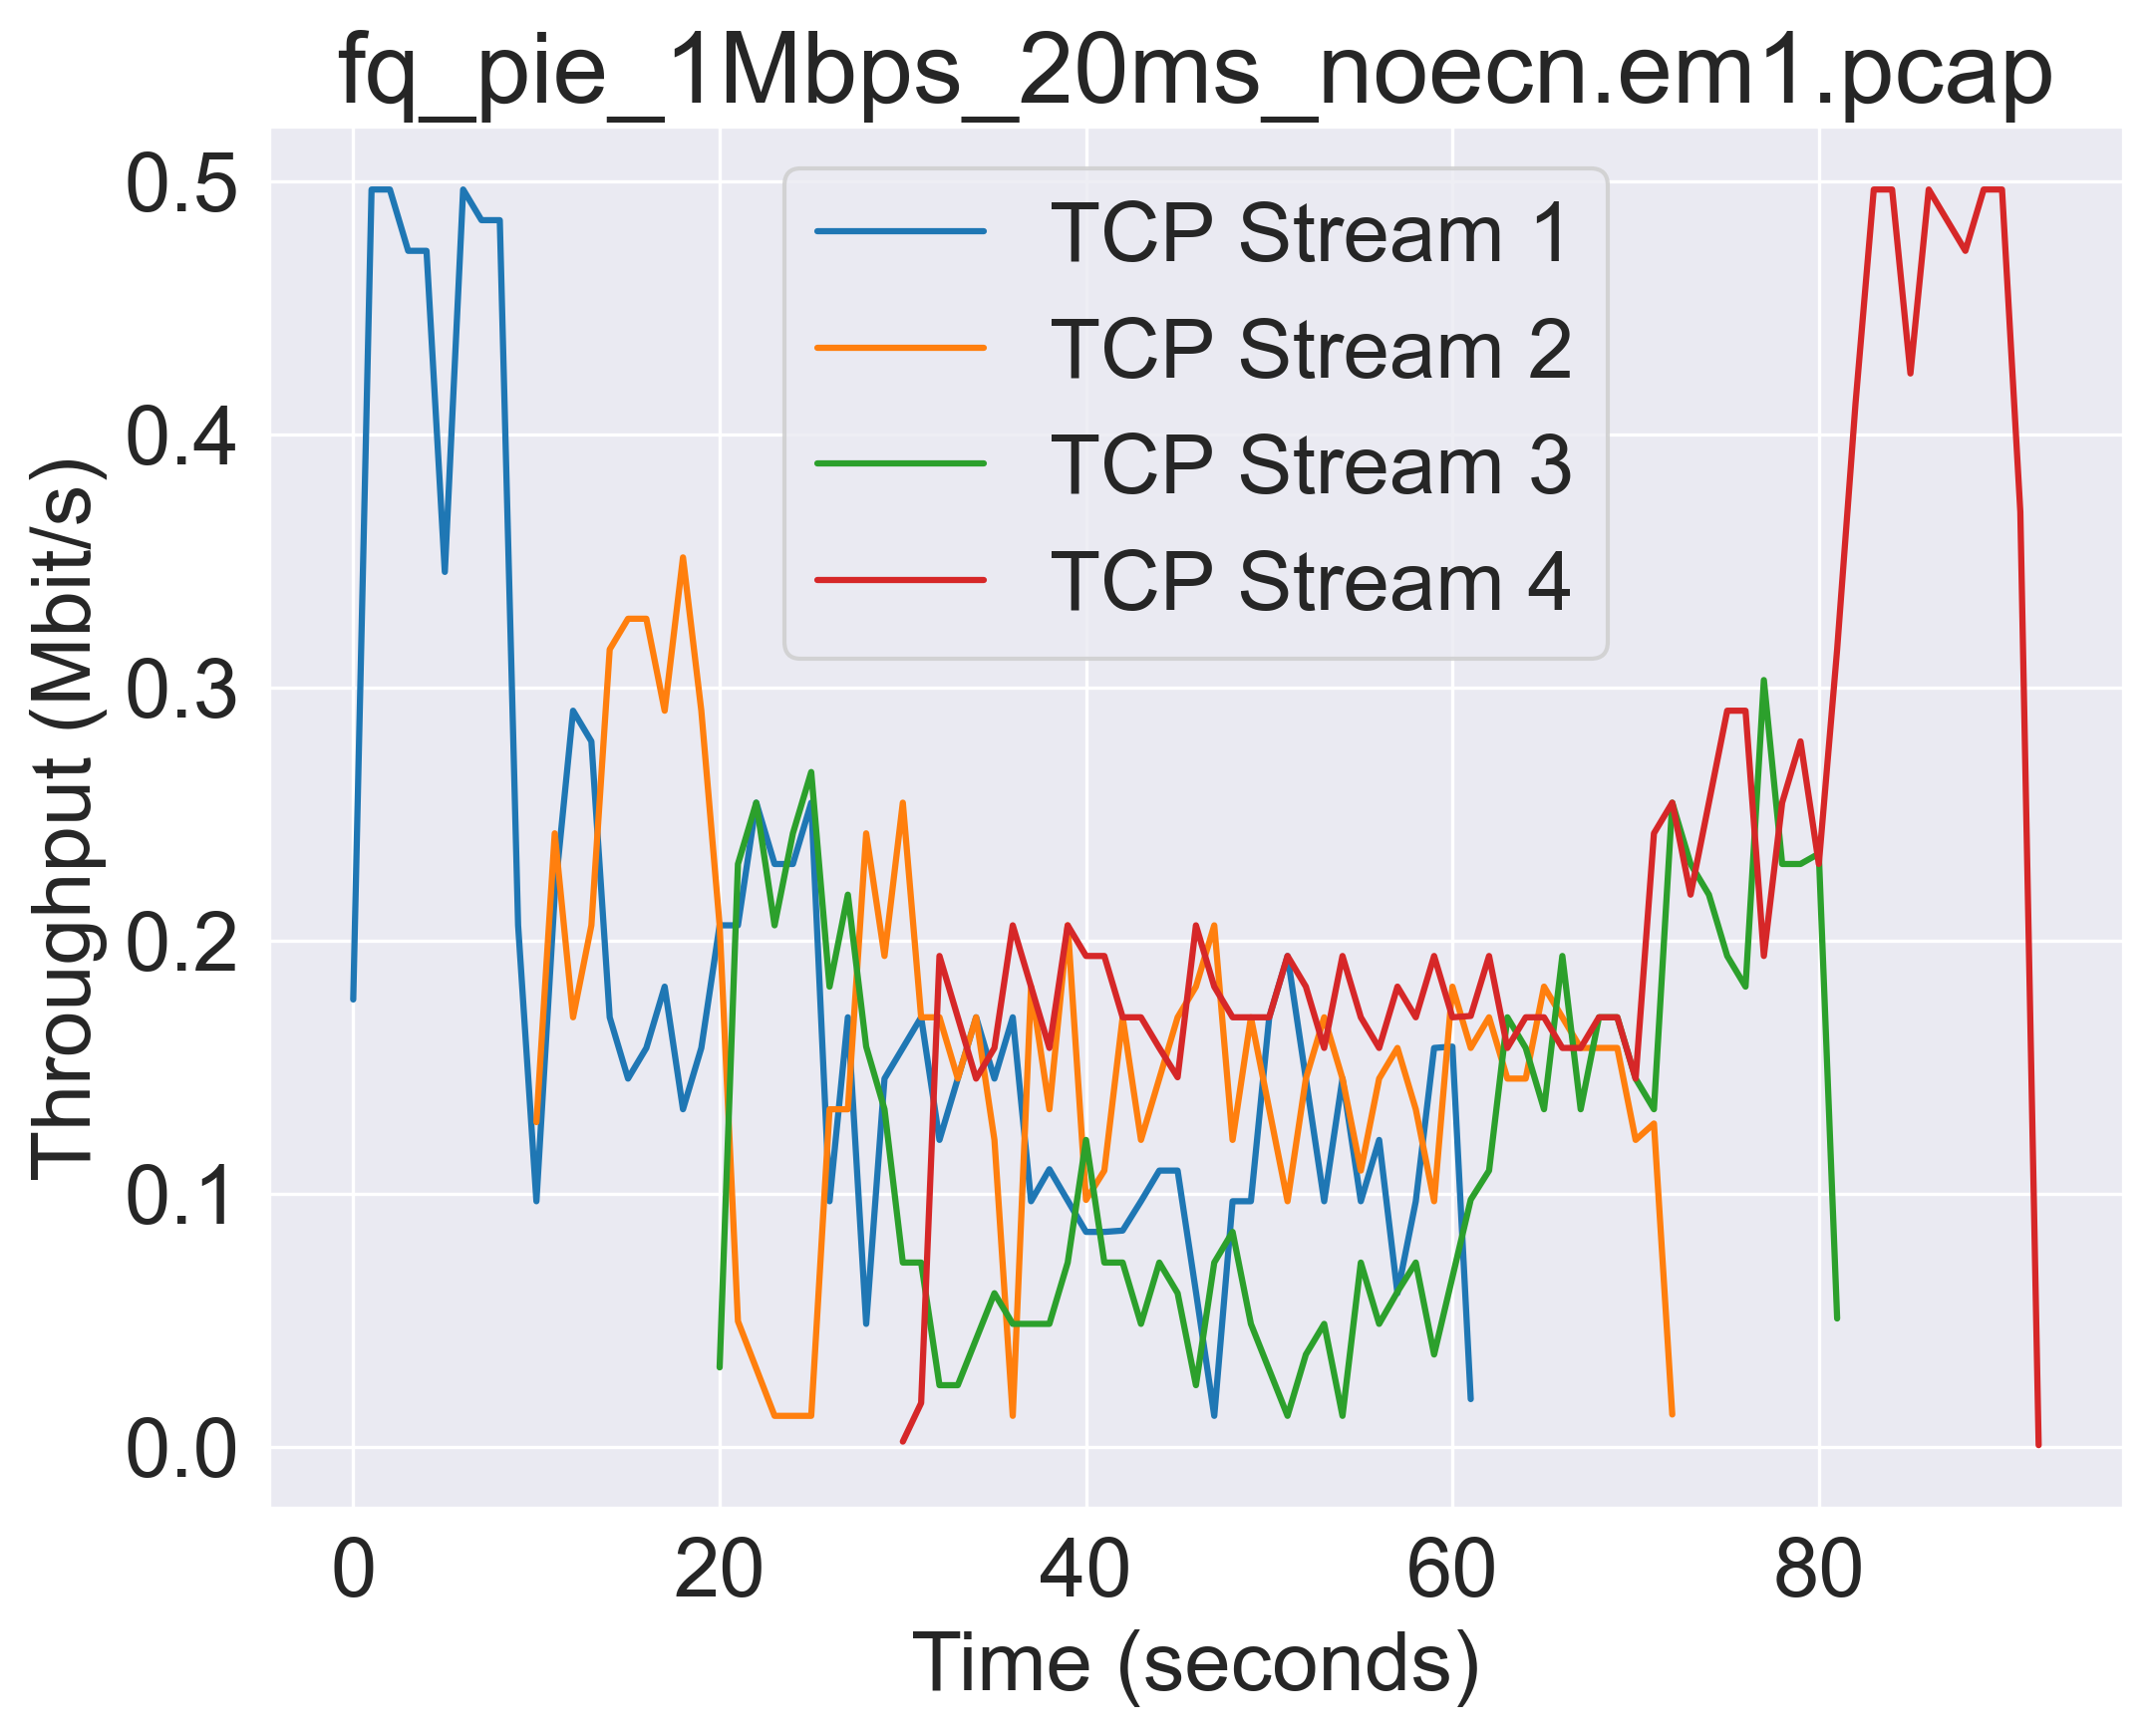 fq_pie_1Mbps_20ms_noecn.em1.pcap
TCP Stream 1
TCP Stream 2
TCP Stream 3
TCP Stream 4
Throughput (Mbit/s)
0.5
0.4
0.3
0.2
0.1
0.0
0 20 40 60 80
Time (seconds)